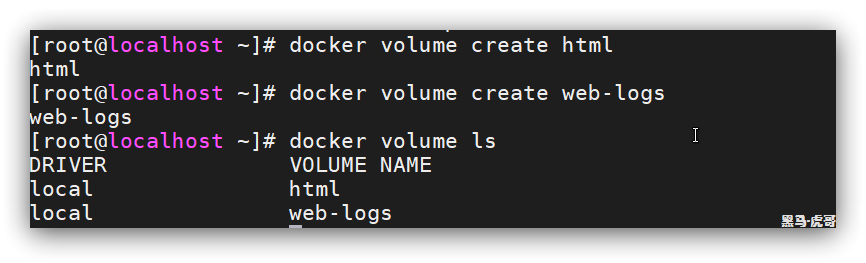 [root@localhost ~]# docker volume create html
html
[root@localhost ~]# docker volume create web-logs
web-logs
[root@localhost ~]# docker volume ls
DRIVER              VOLUME NAME
local               html
local               web-logs
黑马·虎哥